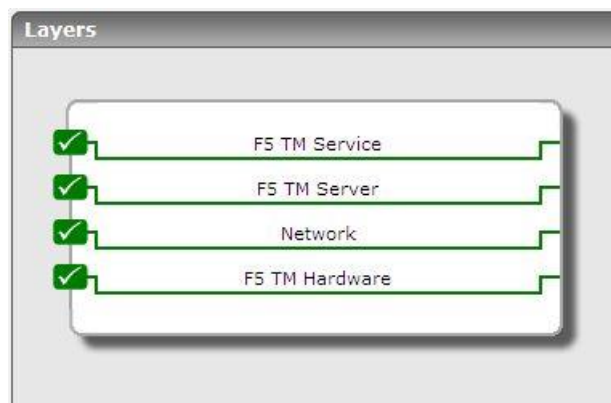 Layers
F5 TM Service
F5 TM Server
Network
F5 TM Hardware